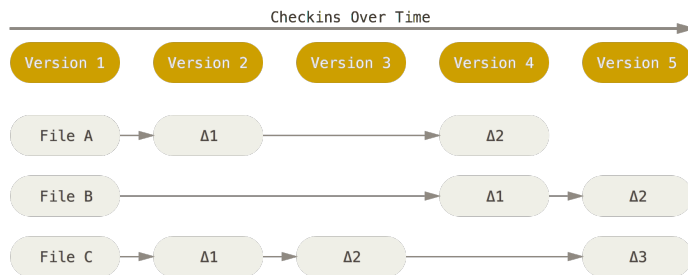 Checkins Over Time
Version 1 Version 2 Version 3 Version 4 Version 5
File A Δ1 Δ2
File B Δ1 Δ2
File C Δ1 Δ2 Δ3